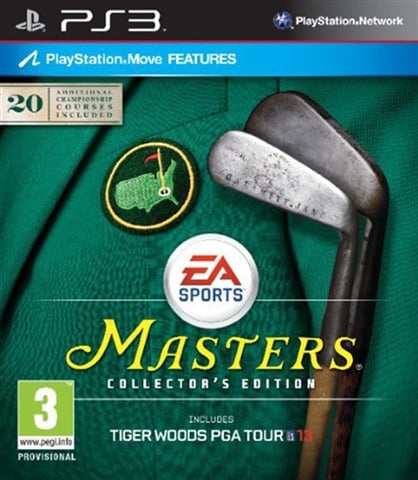 PS3
PlayStation®Network
PlayStation®Move FEATURES
20 ADDITIONAL CHAMPIONSHIP COURSES INCLUDED
EA
SPORTS
MASTERS®
COLLECTOR'S EDITION
INCLUDES
TIGER WOODS PGA TOUR 13
3
www.pegi.info
PROVISIONAL